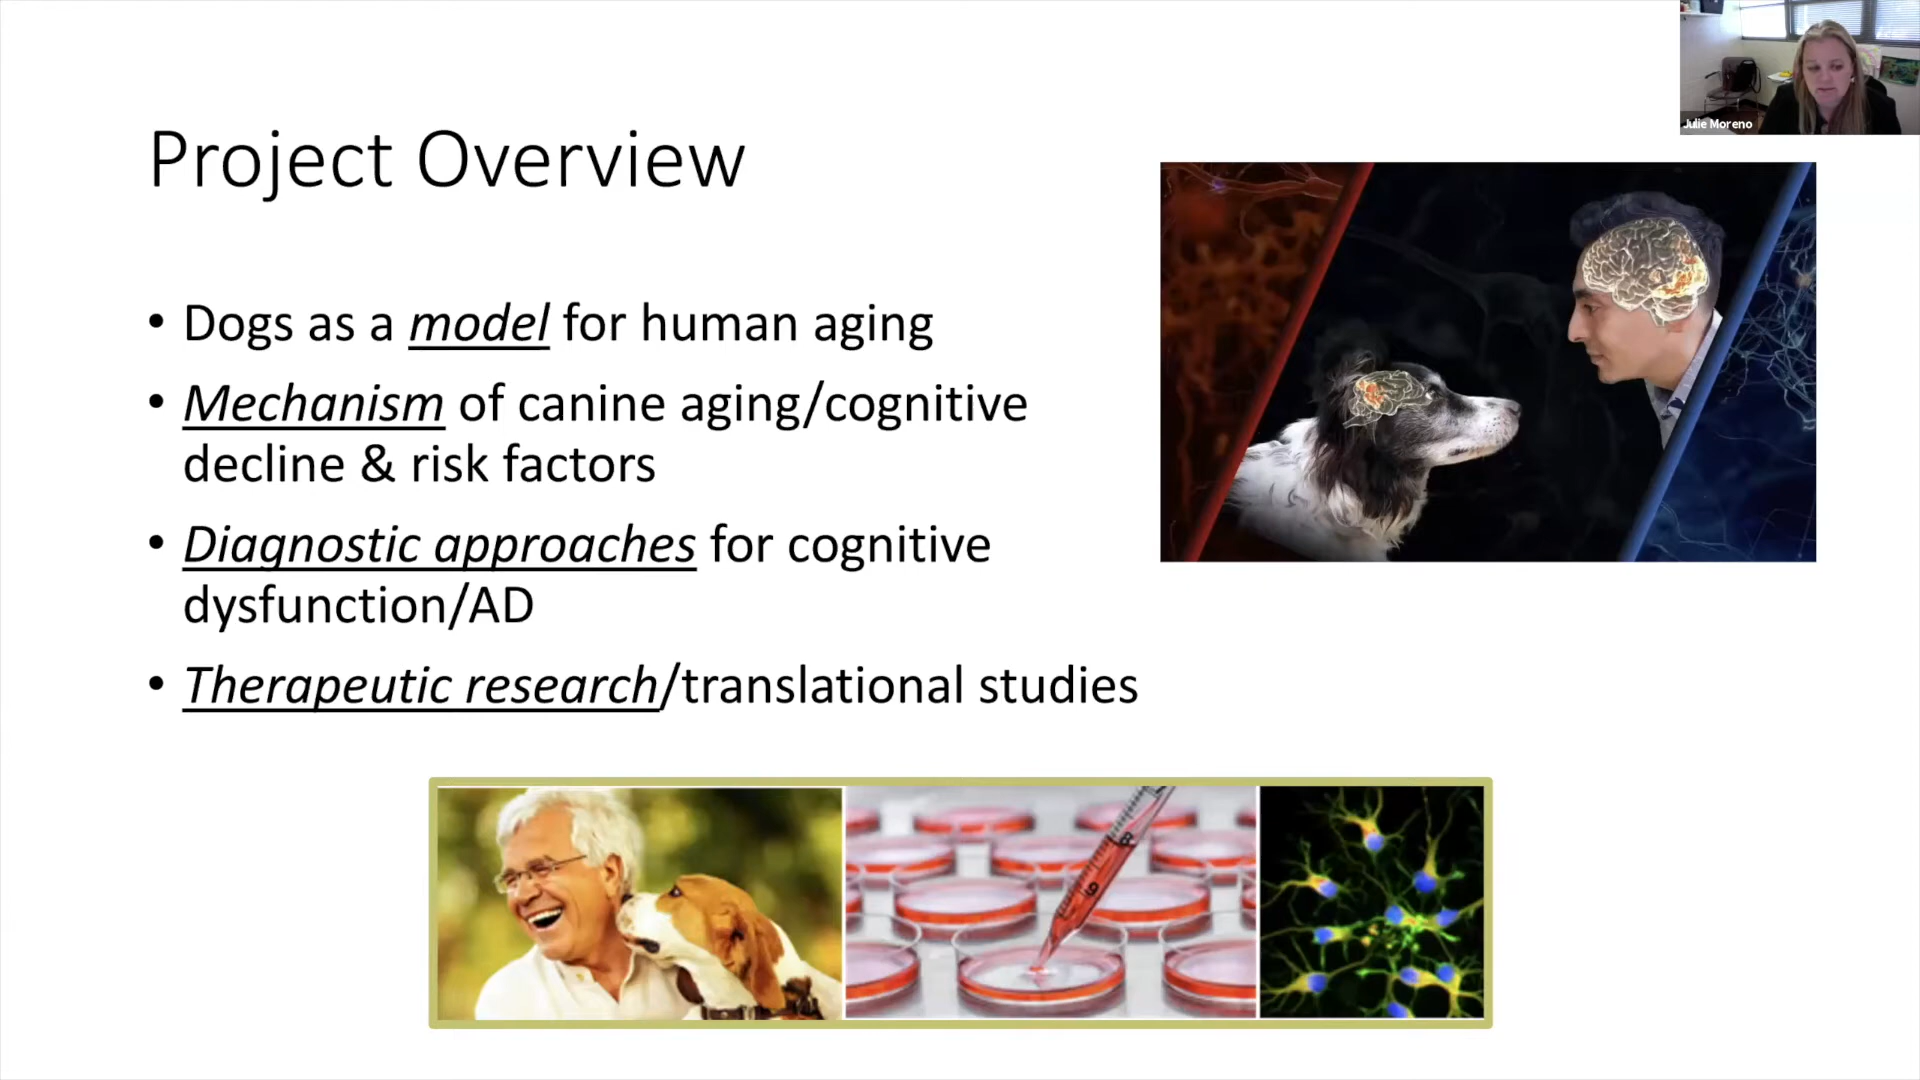 Julie Moreno
Project Overview
• Dogs as a model for human aging
• Mechanism of canine aging/cognitive
decline & risk factors
• Diagnostic approaches for cognitive
dysfunction/AD
• Therapeutic research/translational studies